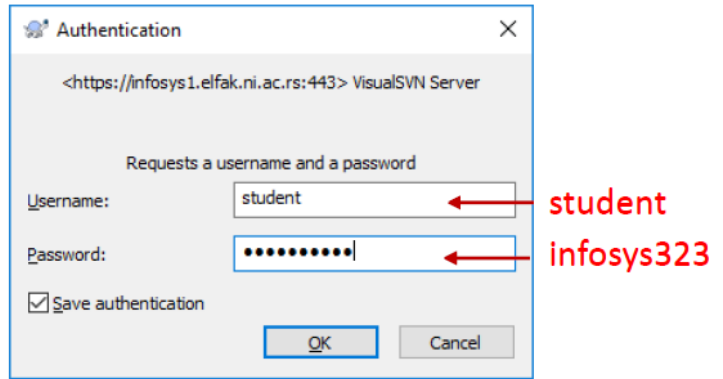 Authentication
<https://infosys1.elfak.ni.ac.rs:443> VisualSVN Server
Requests a username and a password
Username: student student
Password: ●●●●●●●●●● infosys323
Save authentication
OK Cancel